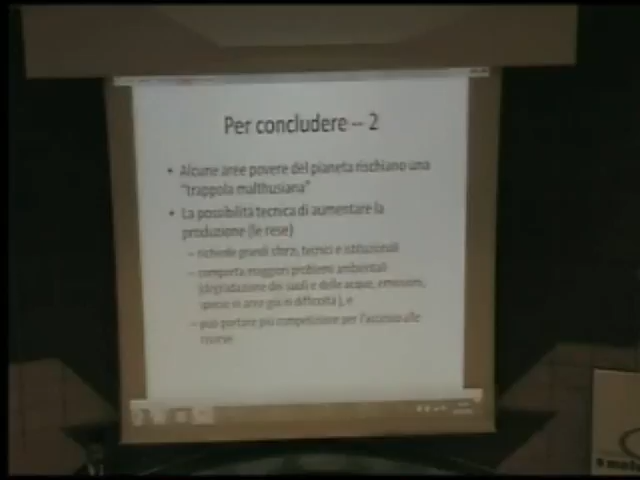 Per concludere – 2
• Alcune aree povere del pianeta rischiano una
"trappola malthusiana"
• La possibilità tecnica di aumentare la
produzione (le rese)
– richiede grandi sforzi, tecnici e istituzionali
– comporta maggiori problemi ambientali
(degradazione dei suoli e delle acque, emissioni,
spesso in aree già in difficoltà), e
– può portare più competizione per l'accesso alle
risorse